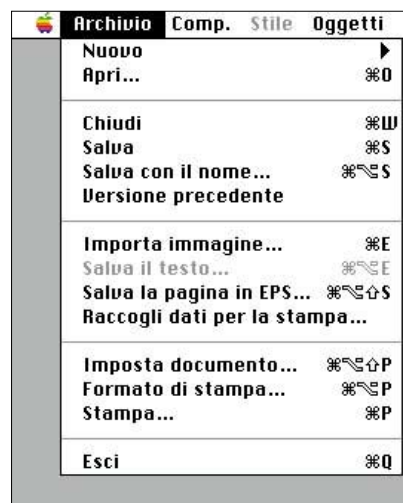 Archivio Comp. Stile Oggetti
Nuovo
Apri... ⌘O
Chiudi ⌘W
Salva ⌘S
Salva con il nome... ⌘⌥S
Versione precedente
Importa immagine... ⌘E
Salva il testo... ⌘⌥E
Salva la pagina in EPS... ⌘⌥⇧S
Raccogli dati per la stampa...
Imposta documento... ⌘⌥⇧P
Formato di stampa... ⌘⌥P
Stampa... ⌘P
Esci ⌘Q